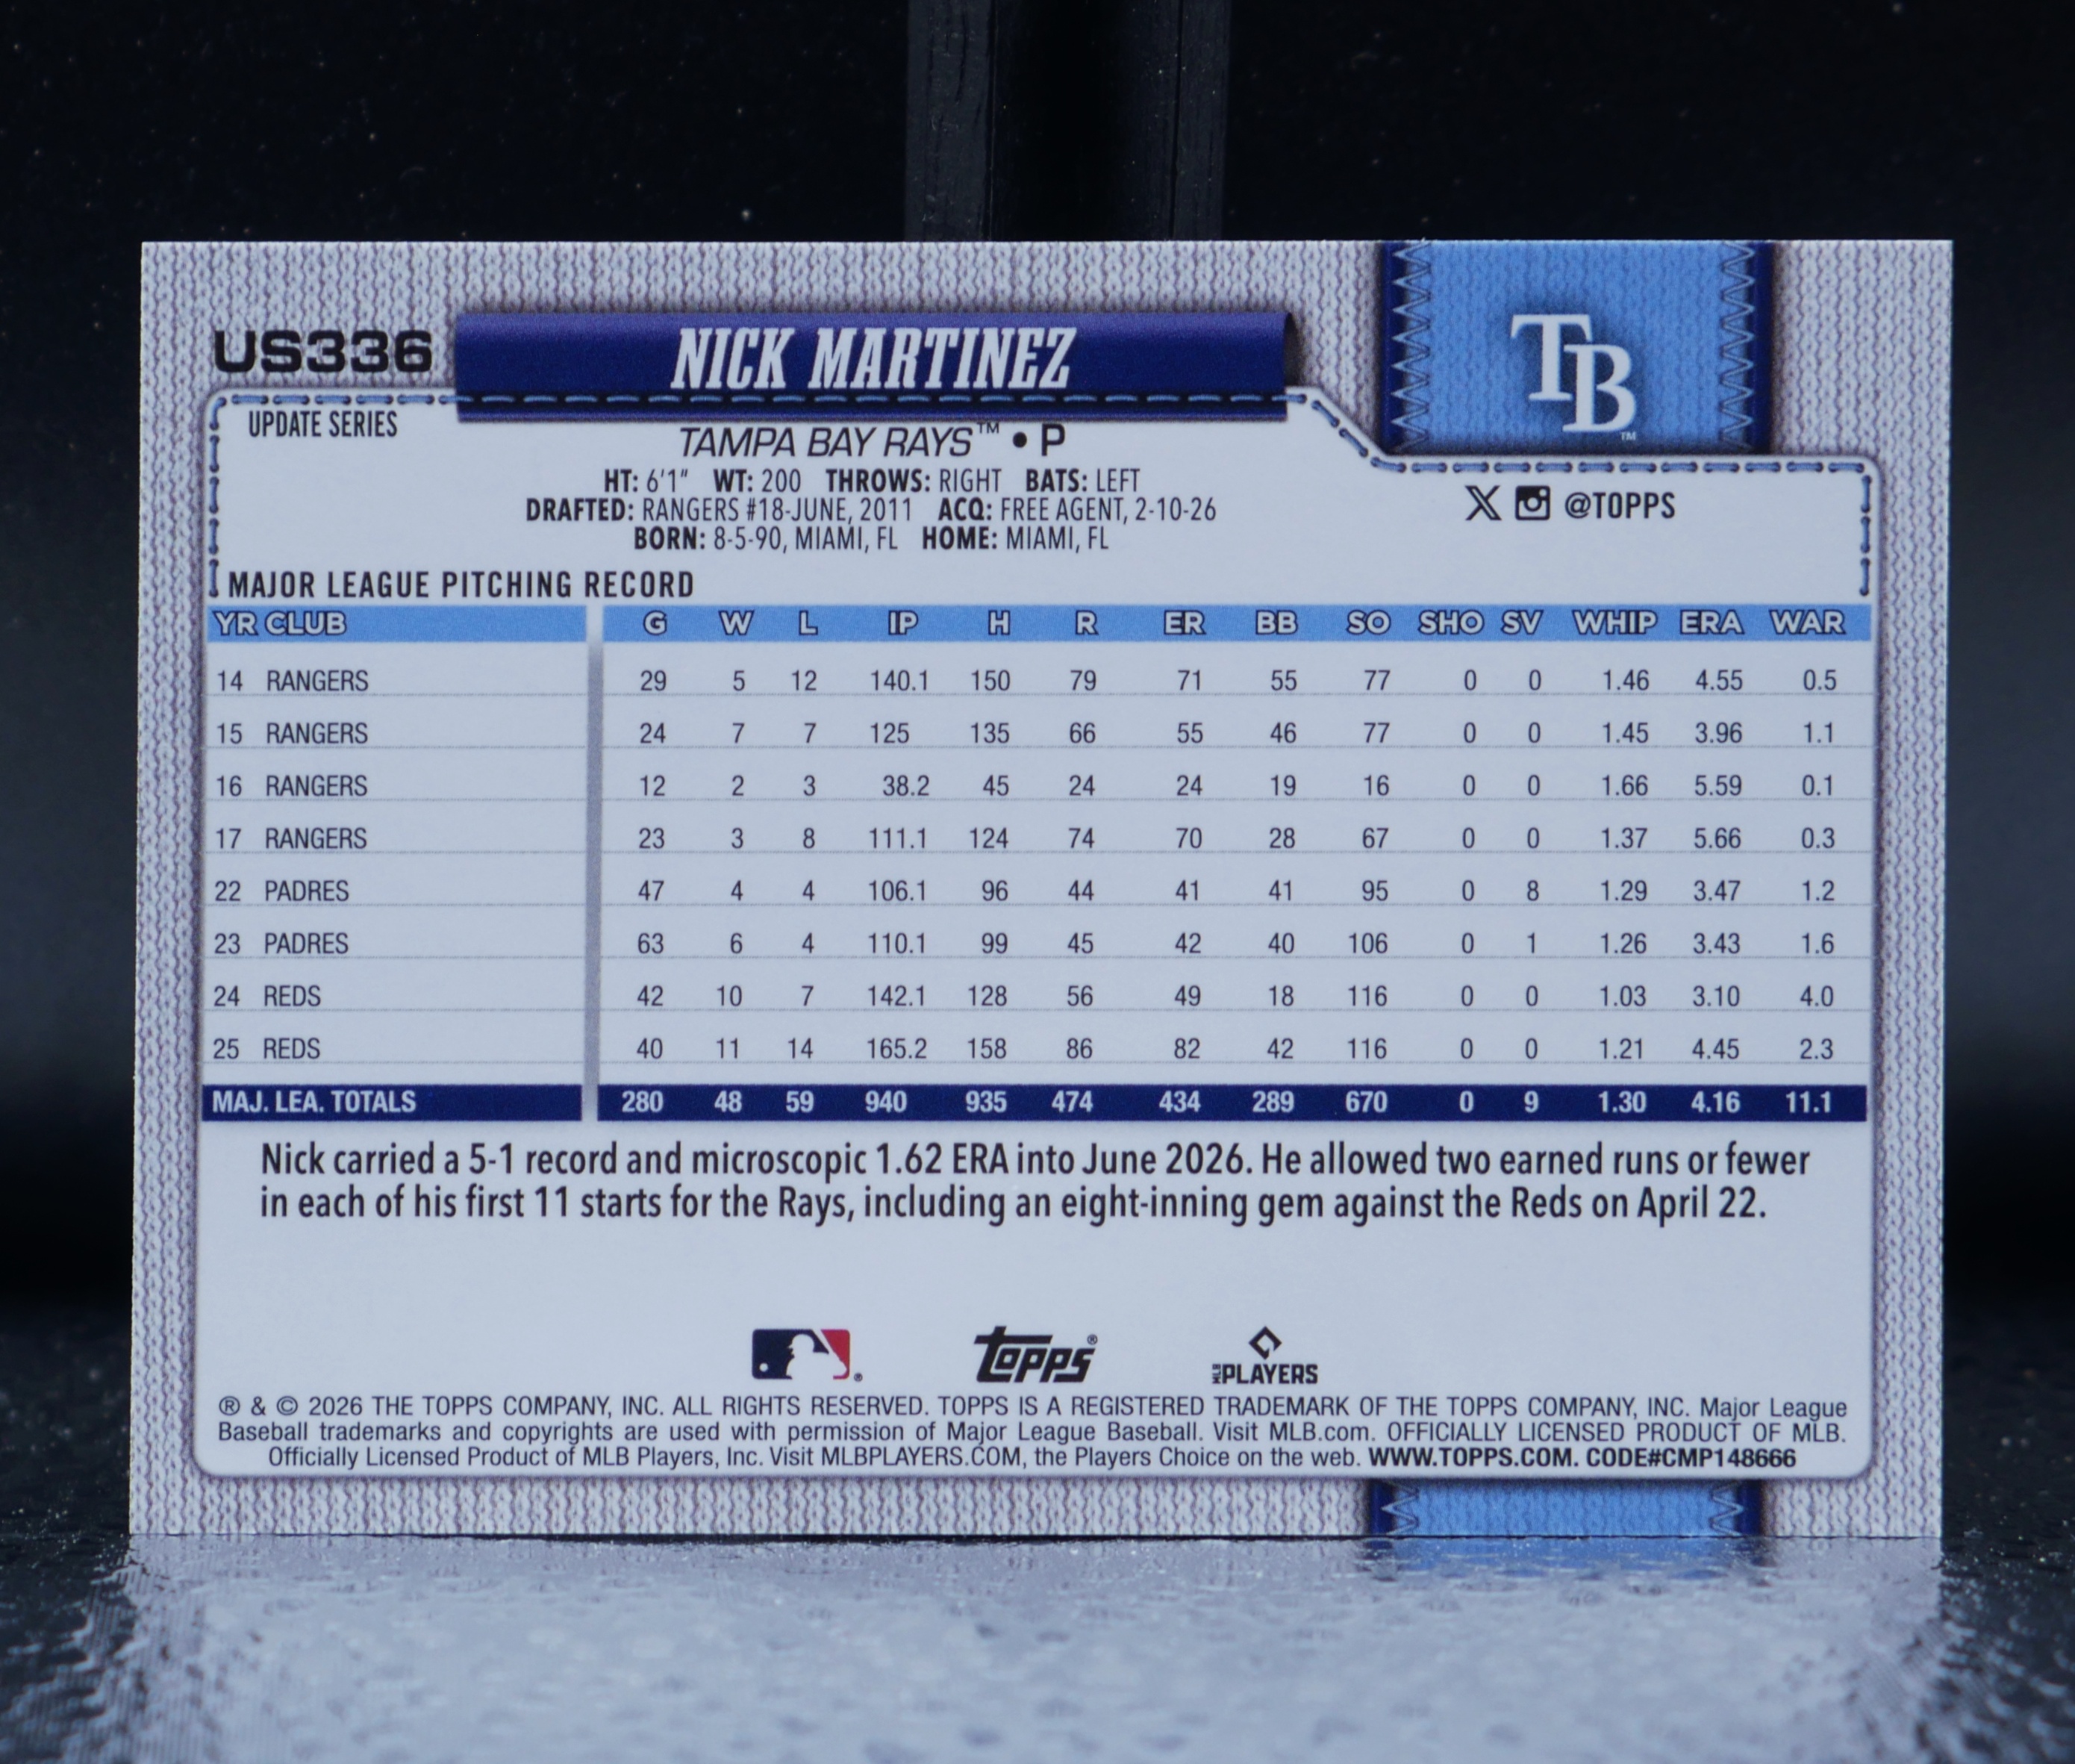 US336 NICK MARTINEZ TB™
UPDATE SERIES
TAMPA BAY RAYS™ • P
HT: 6'1" WT: 200 THROWS: RIGHT BATS: LEFT
DRAFTED: RANGERS #18-JUNE, 2011 ACQ: FREE AGENT, 2-10-26
BORN: 8-5-90, MIAMI, FL HOME: MIAMI, FL
@TOPPS
MAJOR LEAGUE PITCHING RECORD
YR CLUB G W L IP H R ER BB SO SHO SV WHIP ERA WAR
14 RANGERS 29 5 12 140.1 150 79 71 55 77 0 0 1.46 4.55 0.5
15 RANGERS 24 7 7 125 135 66 55 46 77 0 0 1.45 3.96 1.1
16 RANGERS 12 2 3 38.2 45 24 24 19 16 0 0 1.66 5.59 0.1
17 RANGERS 23 3 8 111.1 124 74 70 28 67 0 0 1.37 5.66 0.3
22 PADRES 47 4 4 106.1 96 44 41 41 95 0 8 1.29 3.47 1.2
23 PADRES 63 6 4 110.1 99 45 42 40 106 0 1 1.26 3.43 1.6
24 REDS 42 10 7 142.1 128 56 49 18 116 0 0 1.03 3.10 4.0
25 REDS 40 11 14 165.2 158 86 82 42 116 0 0 1.21 4.45 2.3
MAJ. LEA. TOTALS 280 48 59 940 935 474 434 289 670 0 9 1.30 4.16 11.1
Nick carried a 5-1 record and microscopic 1.62 ERA into June 2026. He allowed two earned runs or fewer
in each of his first 11 starts for the Rays, including an eight-inning gem against the Reds on April 22.
® topps® MLB PLAYERS
® & © 2026 THE TOPPS COMPANY, INC. ALL RIGHTS RESERVED. TOPPS IS A REGISTERED TRADEMARK OF THE TOPPS COMPANY, INC. Major League
Baseball trademarks and copyrights are used with permission of Major League Baseball. Visit MLB.com. OFFICIALLY LICENSED PRODUCT OF MLB.
Officially Licensed Product of MLB Players, Inc. Visit MLBPLAYERS.COM, the Players Choice on the web. WWW.TOPPS.COM. CODE#CMP148666